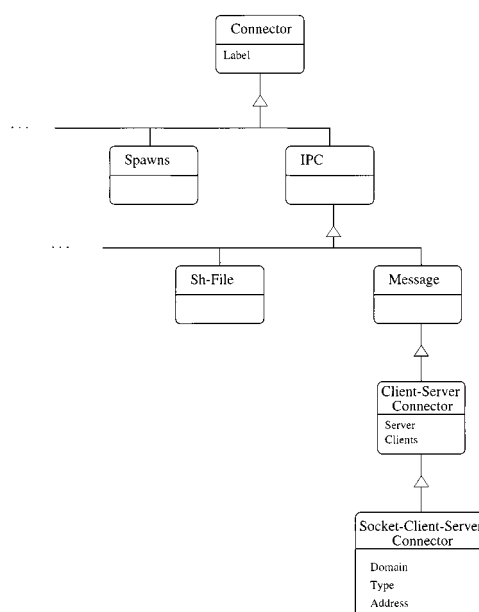 Connector
Label
. . .
Spawns
IPC
. . .
Sh-File
Message
Client-Server
Connector
Server
Clients
Socket-Client-Server
Connector
Domain
Type
Address